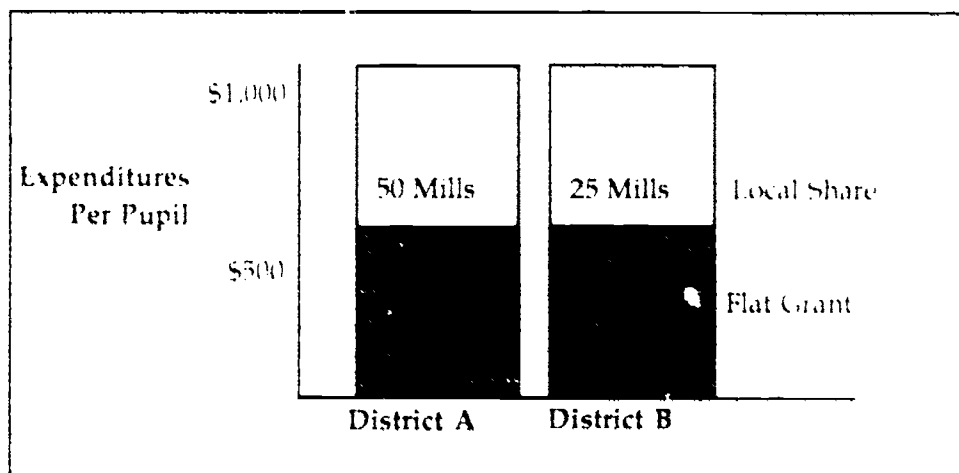 $1,000
Expenditures
Per Pupil
50 Mills
25 Mills
Local Share
$500
Flat Grant
District A
District B